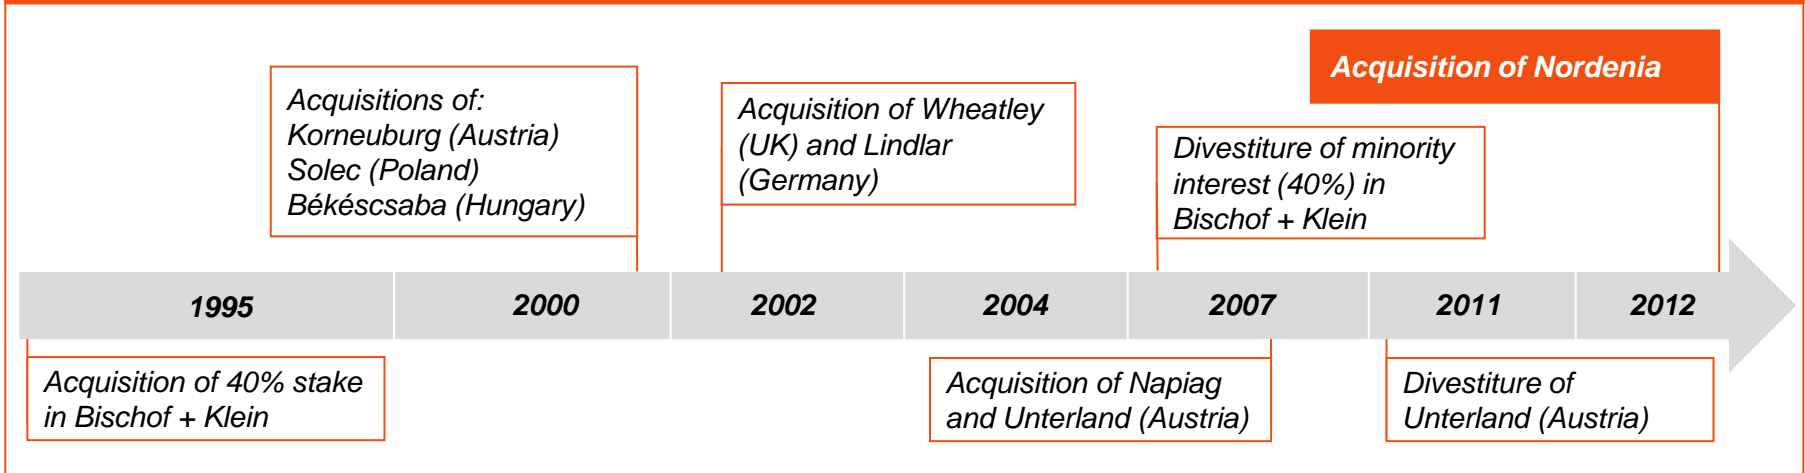 Acquisition of Nordenia
Acquisitions of:
Korneuburg (Austria)
Solec (Poland)
Békéscsaba (Hungary)
Acquisition of Wheatley
(UK) and Lindlar
(Germany)
Divestiture of minority
interest (40%) in
Bischof + Klein
1995 2000 2002 2004 2007 2011 2012
Acquisition of 40% stake
in Bischof + Klein
Acquisition of Napiag
and Unterland (Austria)
Divestiture of
Unterland (Austria)